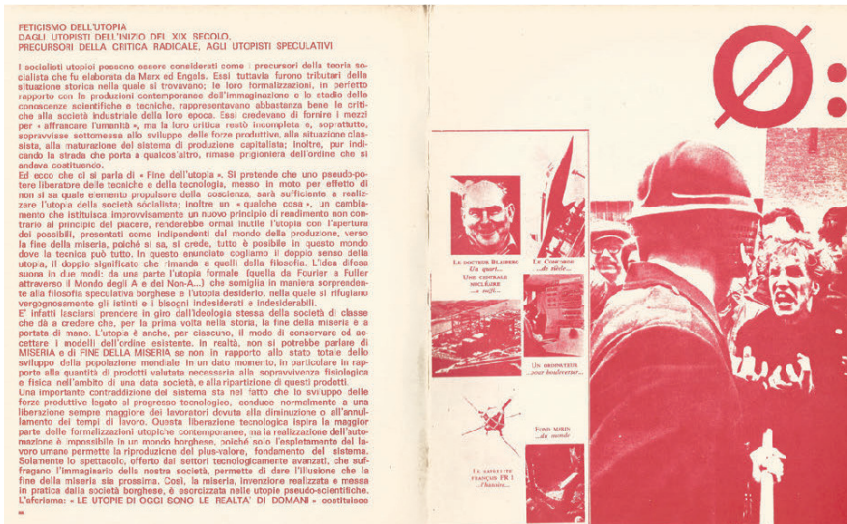 FETICISMO DELL'UTOPIA
DAGLI UTOPISTI DELL'INIZIO DEL XIX SECOLO,
PRECURSORI DELLA CRITICA RADICALE, AGLI UTOPISTI SPECULATIVI
I socialisti utopici possono essere considerati come i precursori della teoria so-
cialista che fu elaborata da Marx ed Engels. Essi tuttavia furono tributari della
situazione storica nella quale si trovavano; le loro formalizzazioni, in perfetto
rapporto con le produzioni contemporanee dell'immaginazione e lo stadio delle
conoscenze scientifiche e tecniche, rappresentavano abbastanza bene le criti-
che alla società industriale della loro epoca. Essi credevano di fornire i mezzi
per « affrancare l'umanità », ma la loro critica restò incompleta e, soprattutto,
sopravvisse sottomessa allo sviluppo delle forze produttive, alla situazione clas-
sista, alla maturazione del sistema di produzione capitalista; inoltre, pur indi-
cando la strada che porta a qualcos'altro, rimase prigioniera dell'ordine che si
andava costituendo.
Ed ecco che ci si parla di « Fine dell'utopia ». Si pretende che uno pseudo-po-
tere liberatore delle tecniche e della tecnologia, messo in moto per effetto di
non si sa quale elemento propulsore della coscienza, sarà sufficiente a realiz-
zare l'utopia della società socialista; inoltre un « qualche cosa », un cambia-
mento che istituisca improvvisamente un nuovo principio di rendimento non con-
trario al principio del piacere, renderebbe ormai inutile l'utopia con l'apertura
dei possibili, presentati come indipendenti dal mondo della produzione, verso
la fine della miseria, poiché si sa, si crede, tutto è posibile in questo mondo
dove la tecnica può tutto. In questo enunciato cogliamo il doppio senso della
utopia, il doppio significato che rimanda a quelli della filosofia. L'idea difesa
suona in due modi: da una parte l'utopia formale (quella da Fourier a Fuller
attraverso il Mondo degli A e dei Non-A...) che somiglia in maniera sorprenden-
te alla filosofia speculativa borghese e l'utopia desiderio, nella quale si rifugiano
vergognosamente gli istinti e i bisogni indesiderati e indesiderabili.
E' infatti lasciarsi prendere in giro dall'ideologia stessa della società di classe
che dà a credere che, per la prima volta nella storia, la fine della miseria è a
portata di mano. L'utopia è anche, per ciascuno, il modo di conservare od ac-
cettare i modelli dell'ordine esistente. In realtà, non si potrebbe parlare di
MISERIA e di FINE DELLA MISERIA se non in rapporto allo stato totale dello
sviluppo della popolazione mondiale in un dato momento, in particolare in rap-
porto alla quantità di prodotti valutata necessaria alla sopravvivenza fisiologica
e fisica nell'ambito di una data società, e alla ripartizione di questi prodotti.
Una importante contraddizione del sistema sta nel fatto che lo sviluppo delle
forze produttive legato al progresso tecnologico, conduce normalmente a una
liberazione sempre maggiore dei lavoratori dovuta alla diminuzione o all'annul-
lamento dei tempi di lavoro. Questa liberazione tecnologica ispira la maggior
parte delle formalizzazioni utopiche contemporanee, ma la realizzazione dell'auto-
mazione è impossibile in un mondo borghese, poiché solo l'espletamento del la-
voro umano permette la riproduzione del plus-valore, fondamento del sistema.
Solamente lo spettacolo, offerto dai settori tecnologicamente avanzati, che suf-
fragano l'immaginario della nostra società, permette di dare l'illusione che la
fine della miseria sia prossima. Così, la miseria, invenzione realizzata e messa
in pratica dalla società borghese, è esorcizzata nelle utopie pseudo-scientifiche.
L'aforisma: « LE UTOPIE DI OGGI SONO LE REALTA' DI DOMANI » costituisce
Ø:
LE DOCTEUR BLAIBERG
Un quart...
LE CONCORDE
...de siècle...
UNE CENTRALE
NUCLÉAIRE
...a suffi...
UN ORDINATEUR
...pour bouleverser...
FOND MARIN
...du monde
LE SATELLITE
FRANÇAIS FR 1
...l'histoire...